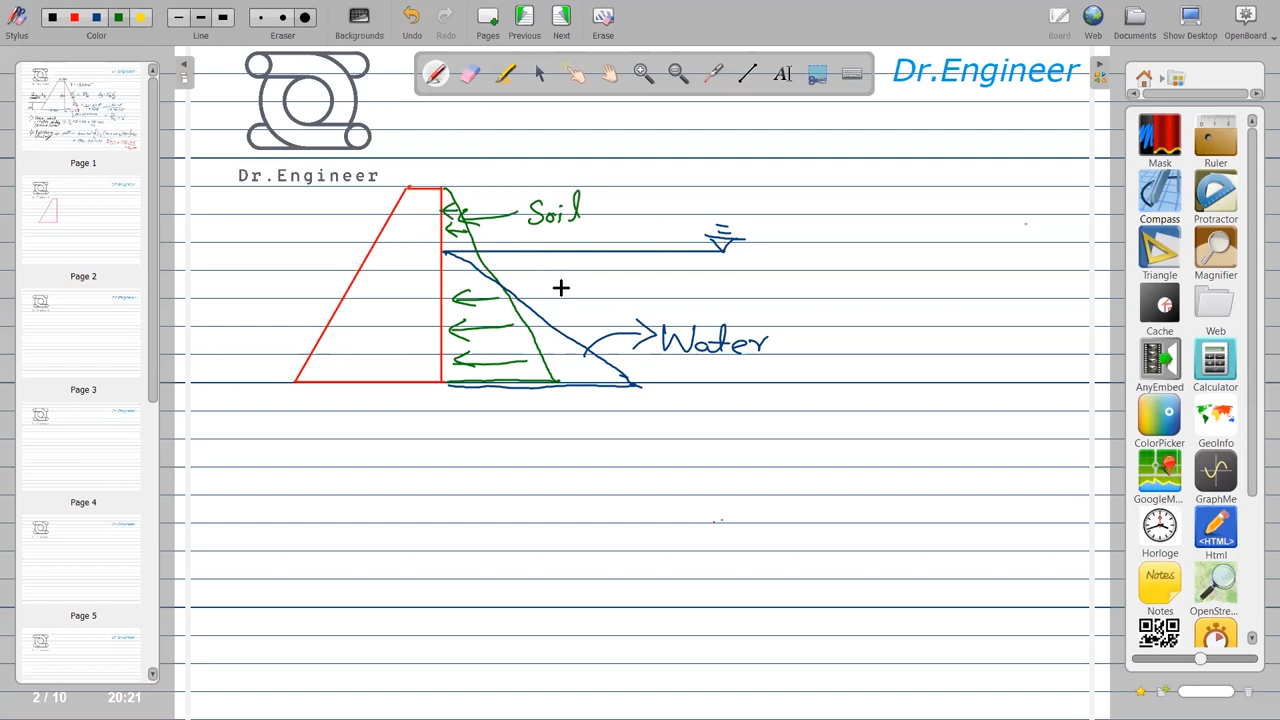 Stylus
Color
Line
Eraser
Backgrounds
Undo
Redo
Pages
Previous
Next
Erase
Board
Web
Documents
Show Desktop
OpenBoard
Dr.Engineer
Dr.Engineer
Soil
Water
Page 1
Page 2
Page 3
Page 4
Page 5
2 / 10
20:21
Mask
Ruler
Compass
Protractor
Triangle
Magnifier
Cache
Web
AnyEmbed
Calculator
ColorPicker
GeoInfo
GoogleM...
GraphMe
Horloge
<HTML>
Html
Notes
Notes
OpenStre...